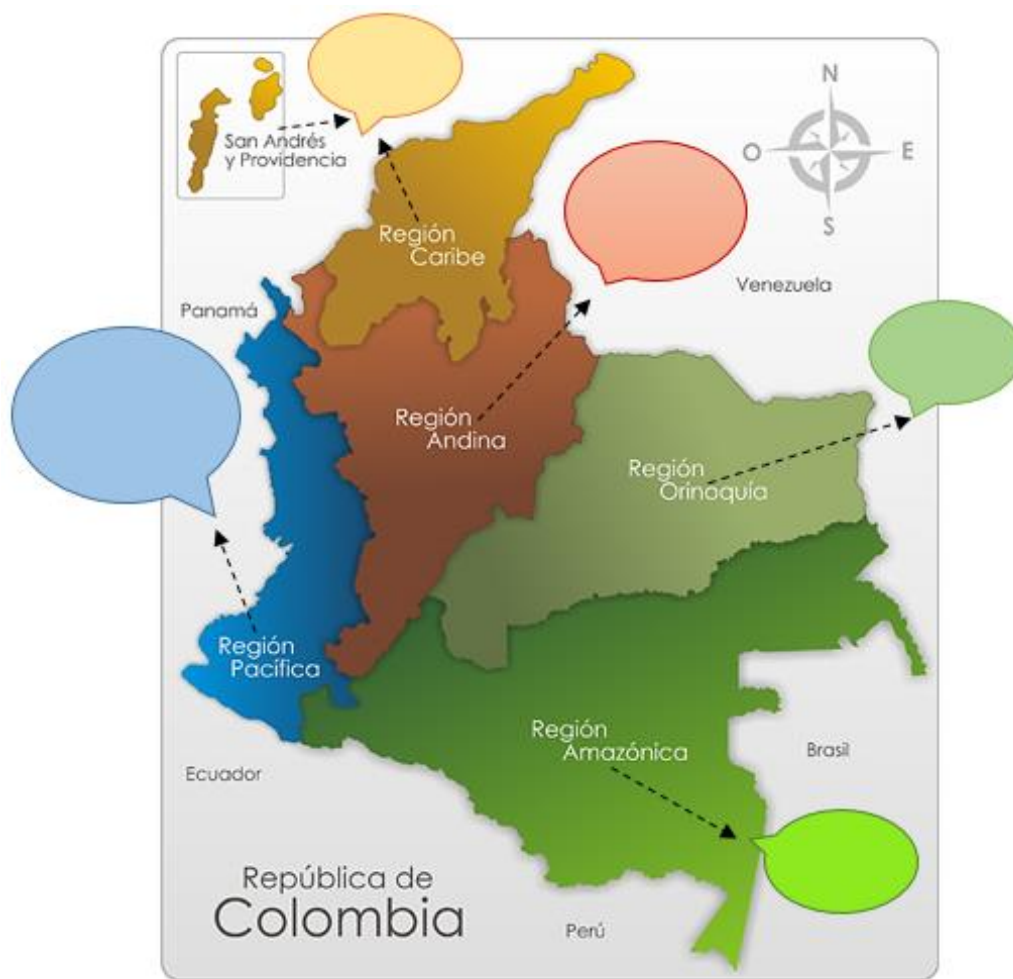 San Andrés
y Providencia
N
O
E
S
Región
Caribe
Panamá
Venezuela
Región
Andina
Región
Orinoquía
Región
Pacífica
Región
Amazónica
Brasil
Ecuador
República de
Colombia
Perú